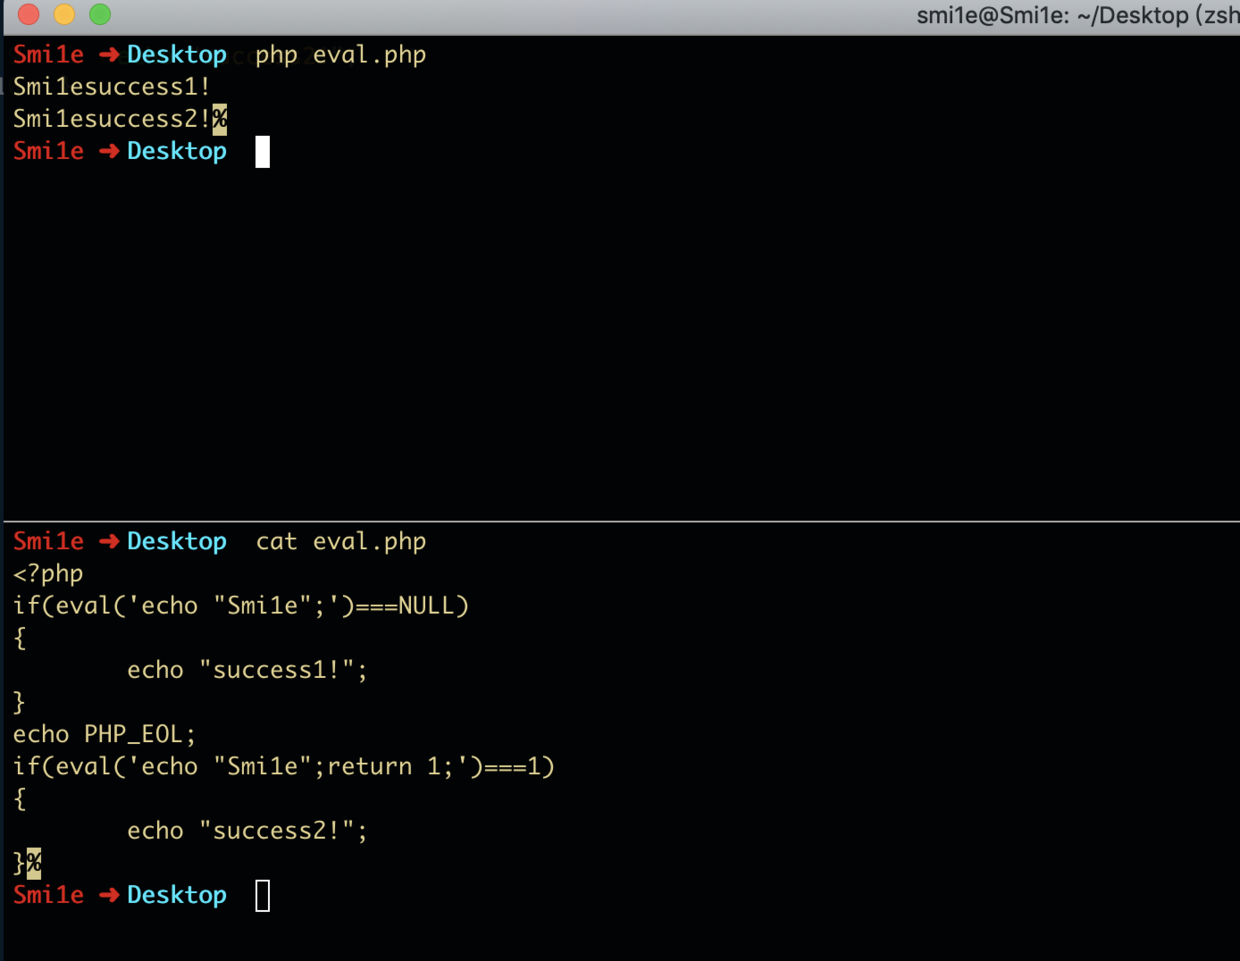 smi1e@Smi1e: ~/Desktop (zsh
Smi1e ➜ Desktop php eval.php
Smi1esuccess1!
Smi1esuccess2!%
Smi1e ➜ Desktop
Smi1e ➜ Desktop cat eval.php
<?php
if(eval('echo "Smi1e";')===NULL)
{
        echo "success1!";
}
echo PHP_EOL;
if(eval('echo "Smi1e";return 1;')===1)
{
        echo "success2!";
}%
Smi1e ➜ Desktop